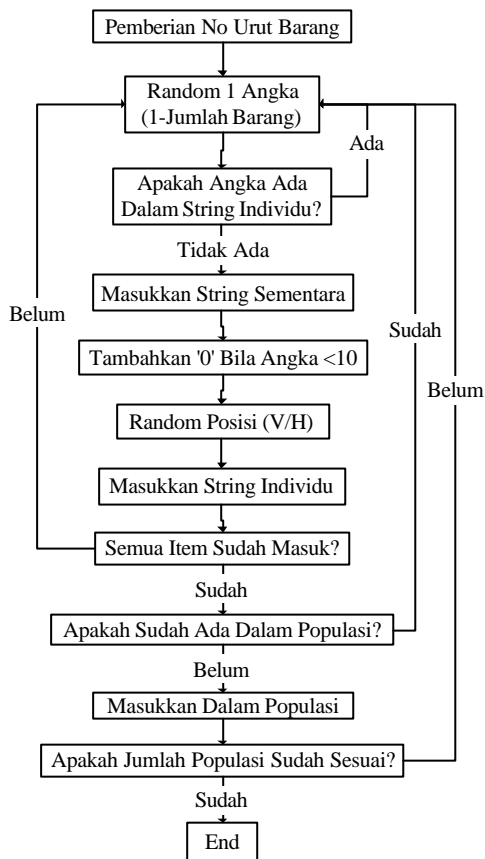 Pemberian No Urut Barang
Random 1 Angka
(1-Jumlah Barang)
Ada
Apakah Angka Ada
Dalam String Individu?
Tidak Ada
Masukkan String Sementara
Belum
Sudah
Tambahkan '0' Bila Angka <10
Belum
Random Posisi (V/H)
Masukkan String Individu
Semua Item Sudah Masuk?
Sudah
Apakah Sudah Ada Dalam Populasi?
Belum
Masukkan Dalam Populasi
Apakah Jumlah Populasi Sudah Sesuai?
Sudah
End